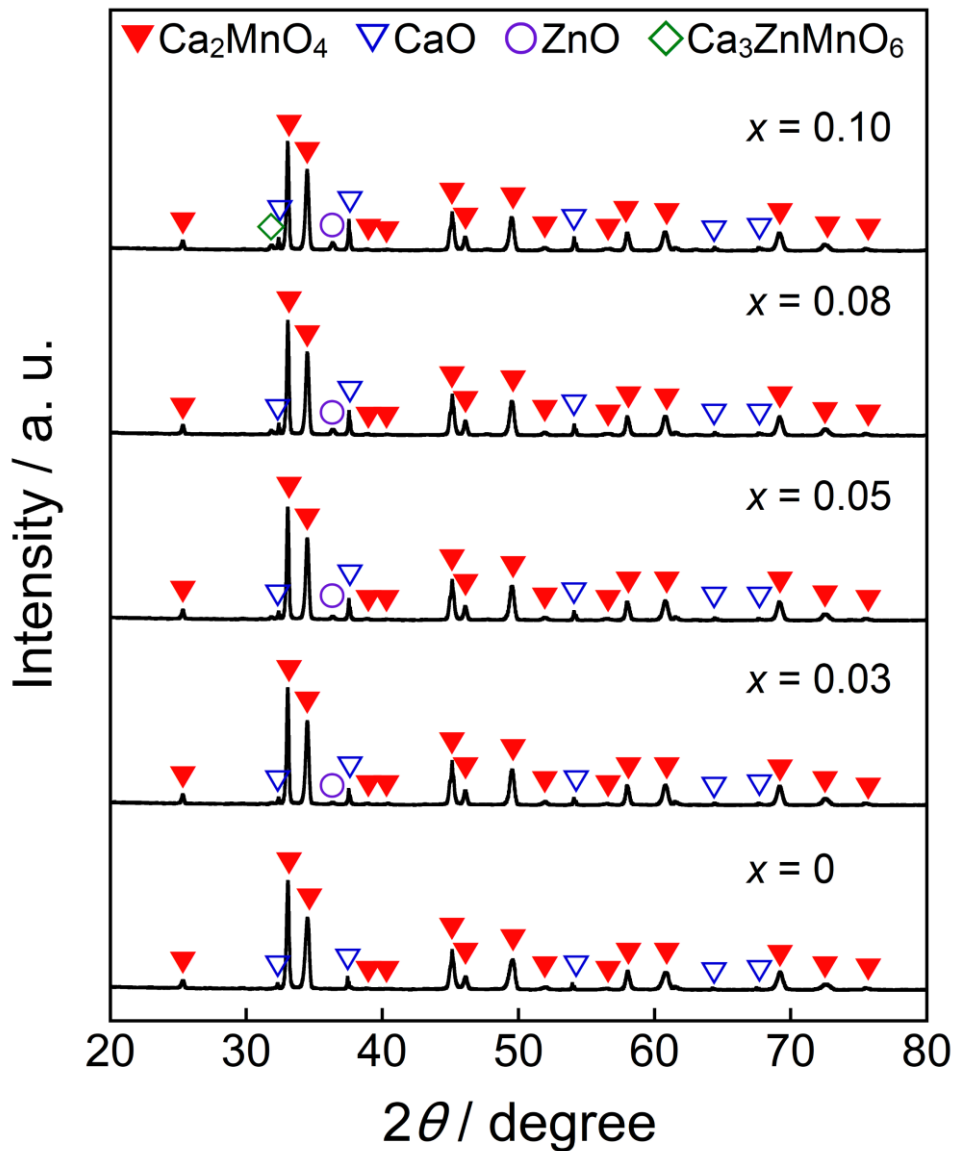 Ca₂MnO₄ CaO ZnO Ca₃ZnMnO₆
x = 0.10
x = 0.08
x = 0.05
x = 0.03
x = 0
Intensity / a. u.
20 30 40 50 60 70 80
2θ / degree